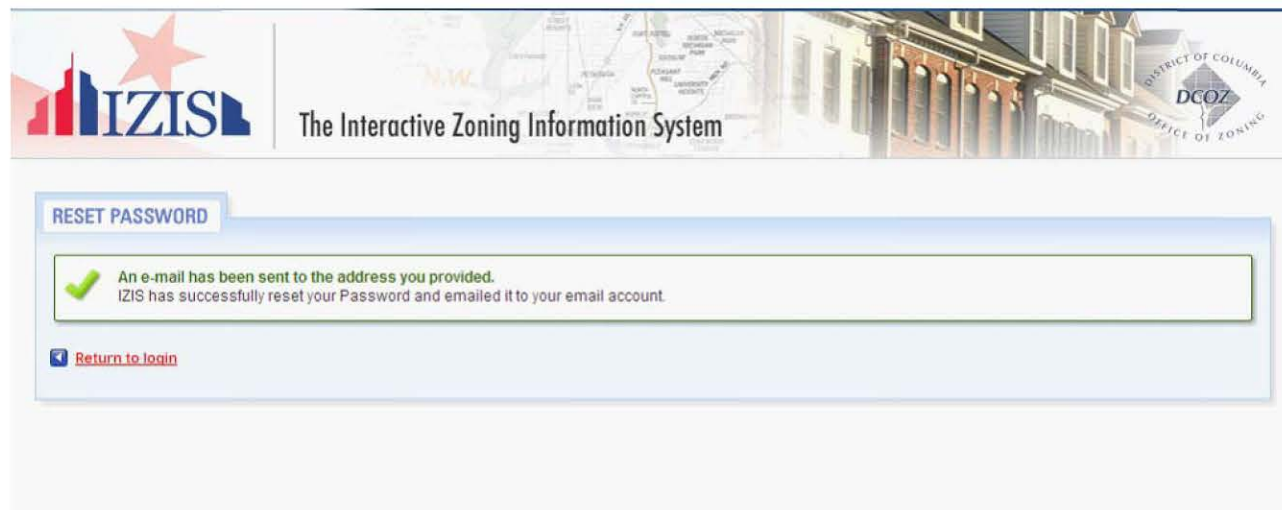 IZIS
The Interactive Zoning Information System
N.W.
DISTRICT OF COLUMBIA
DCOZ
OFFICE OF ZONING
RESET PASSWORD
An e-mail has been sent to the address you provided.
IZIS has successfully reset your Password and emailed it to your email account.
Return to login